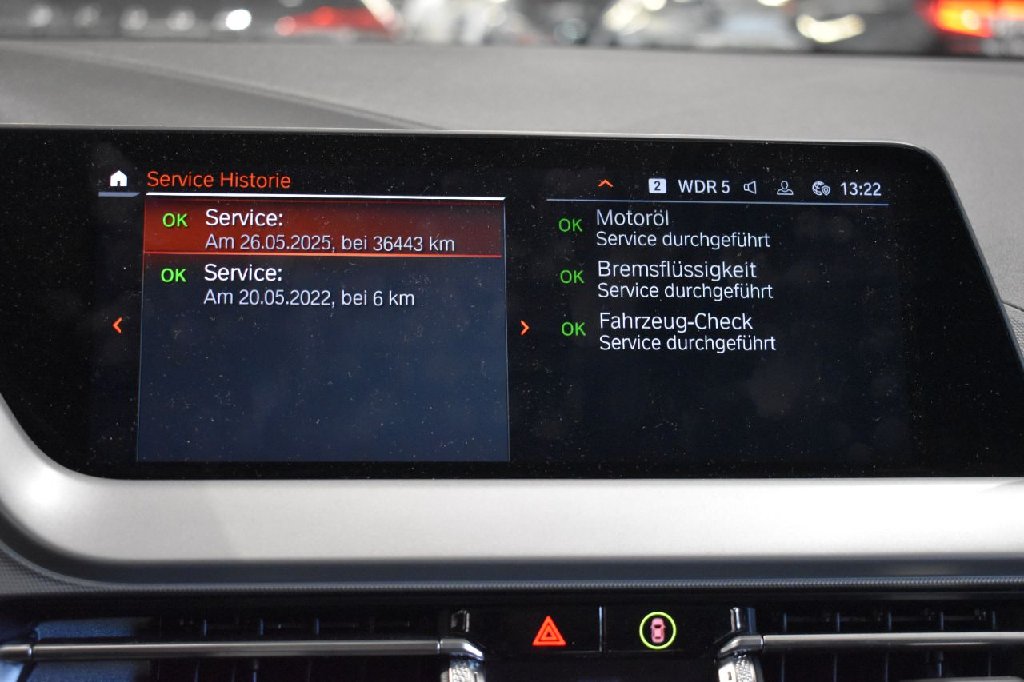 Service Historie
2 WDR 5 13:22
OK Service:
Am 26.05.2025, bei 36443 km
OK Service:
Am 20.05.2022, bei 6 km
OK Motoröl
Service durchgeführt
OK Bremsflüssigkeit
Service durchgeführt
OK Fahrzeug-Check
Service durchgeführt